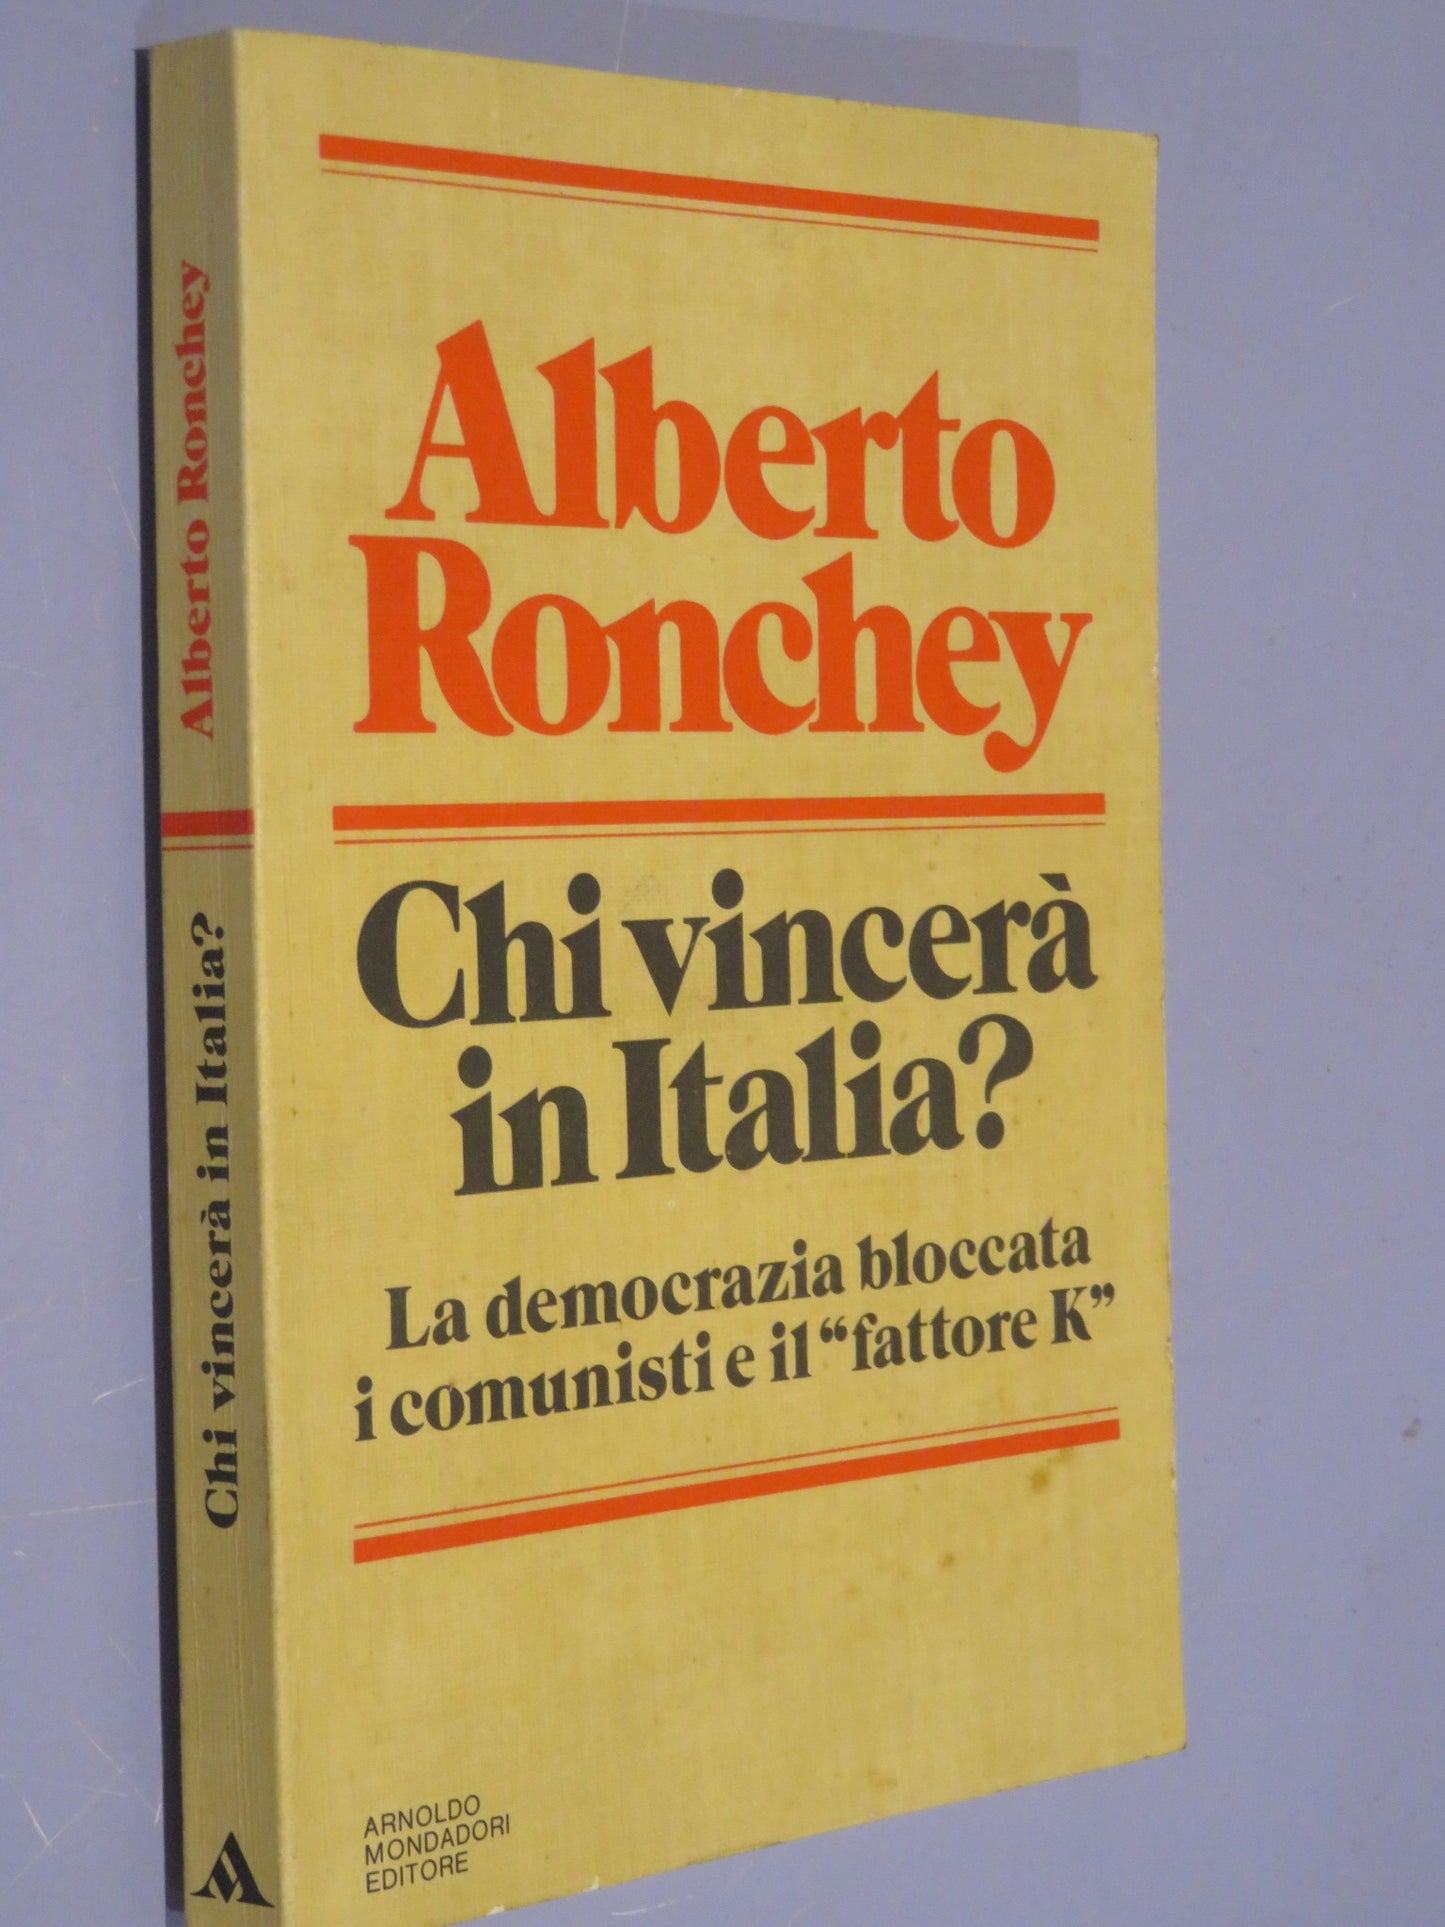 Alberto
Ronchey
Chi vincerà
in Italia?
La democrazia bloccata
i comunisti e il “fattore K”
ARNOLDO
MONDADORI
EDITORE
Alberto Ronchey
Chi vincerà in Italia?